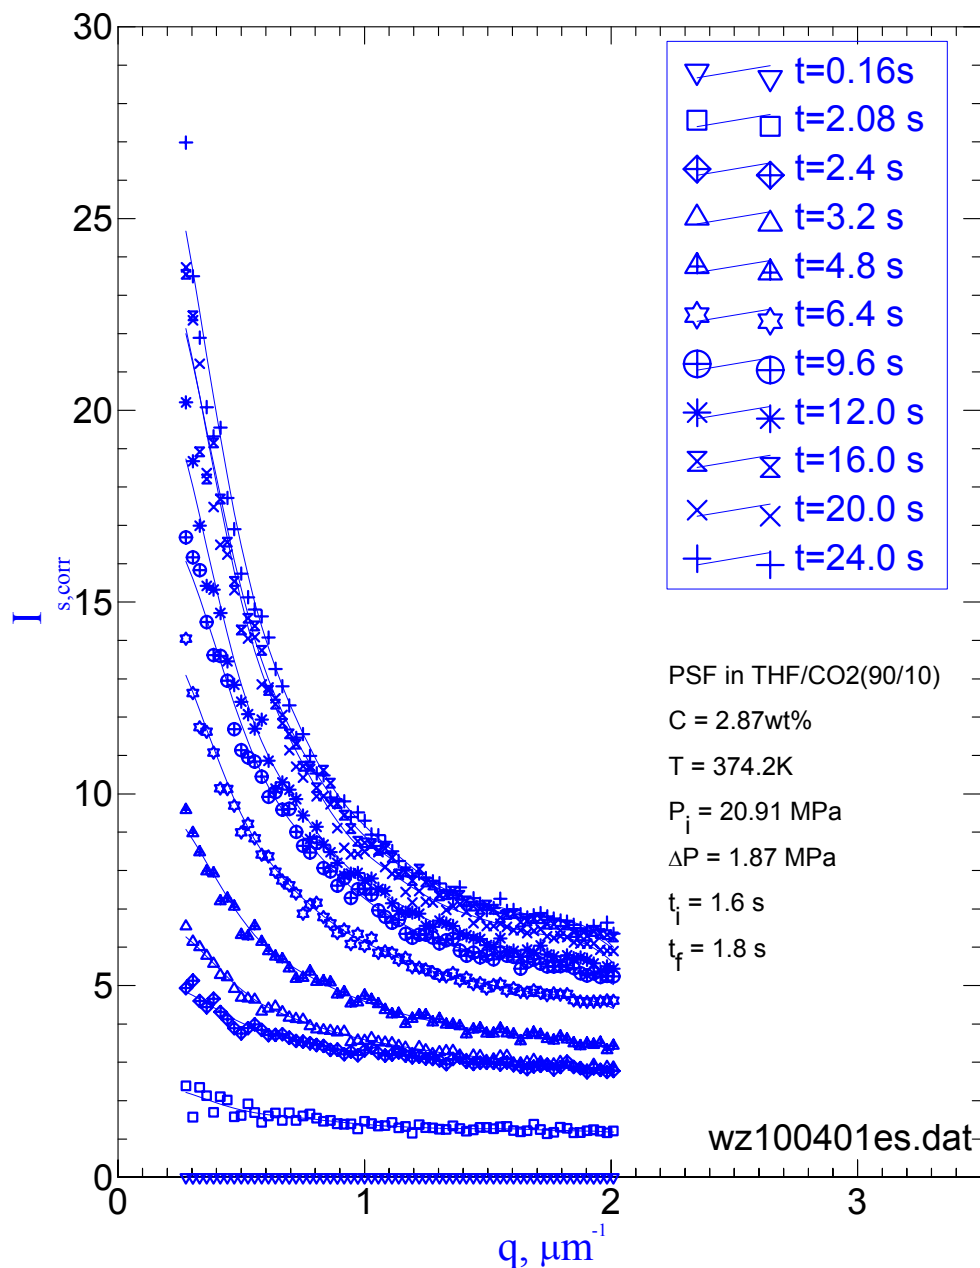 30
25
20
15
10
5
0
0
1
2
3
I s,corr
q, μm-1
t=0.16s
t=2.08 s
t=2.4 s
t=3.2 s
t=4.8 s
t=6.4 s
t=9.6 s
t=12.0 s
t=16.0 s
t=20.0 s
t=24.0 s
PSF in THF/CO2(90/10)
C = 2.87wt%
T = 374.2K
Pi = 20.91 MPa
ΔP = 1.87 MPa
ti = 1.6 s
tf = 1.8 s
wz100401es.dat